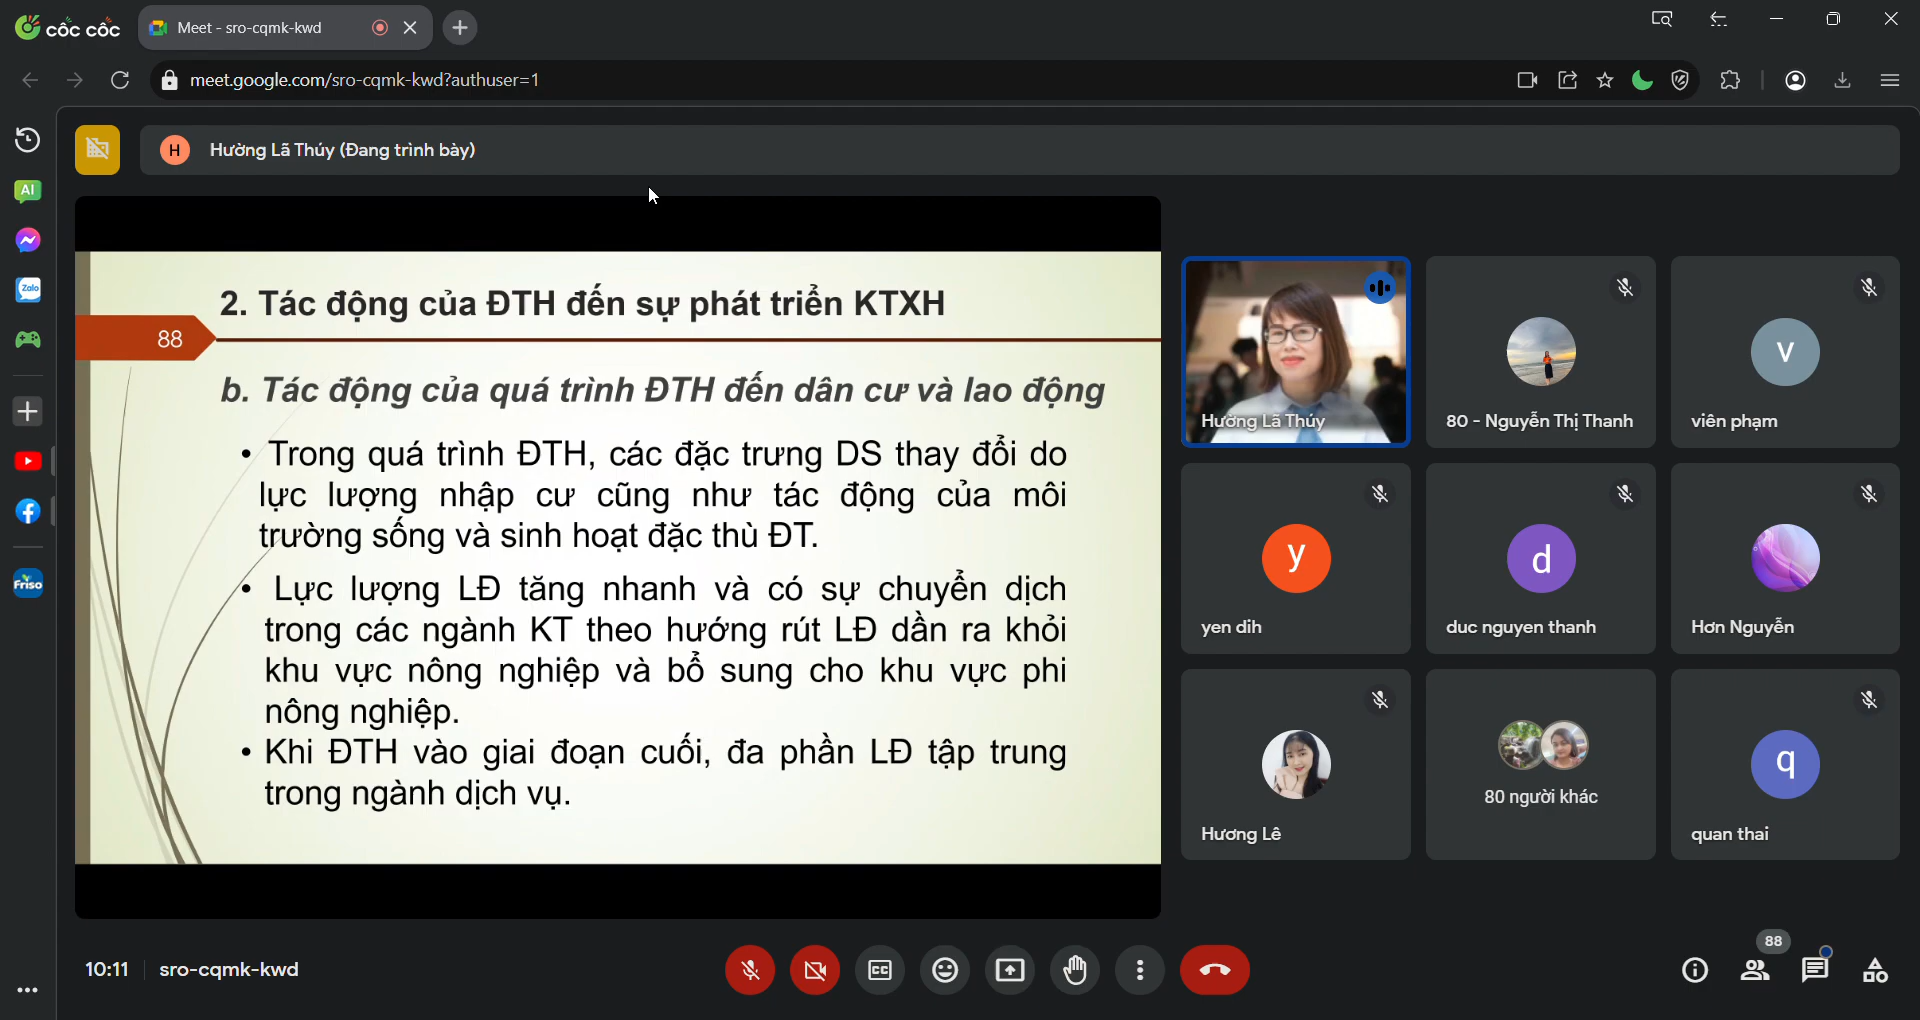 cốc cốc
Meet - sro-cqmk-kwd
meet.google.com/sro-cqmk-kwd?authuser=1
AI
H
Hường Lã Thúy (Đang trình bày)
Zalo
Friso
2. Tác động của ĐTH đến sự phát triển KTXH
88
b. Tác động của quá trình ĐTH đến dân cư và lao động
• Trong quá trình ĐTH, các đặc trưng DS thay đổi do
lực lượng nhập cư cũng như tác động của môi
trường sống và sinh hoạt đặc thù ĐT.
• Lực lượng LĐ tăng nhanh và có sự chuyển dịch
trong các ngành KT theo hướng rút LĐ dần ra khỏi
khu vực nông nghiệp và bổ sung cho khu vực phi
nông nghiệp.
• Khi ĐTH vào giai đoạn cuối, đa phần LĐ tập trung
trong ngành dịch vụ.
Hường Lã Thúy
80 - Nguyễn Thị Thanh
v
viên phạm
y
yen dih
d
duc nguyen thanh
Hơn Nguyễn
Hương Lê
80 người khác
q
quan thai
10:11
sro-cqmk-kwd
CC
88